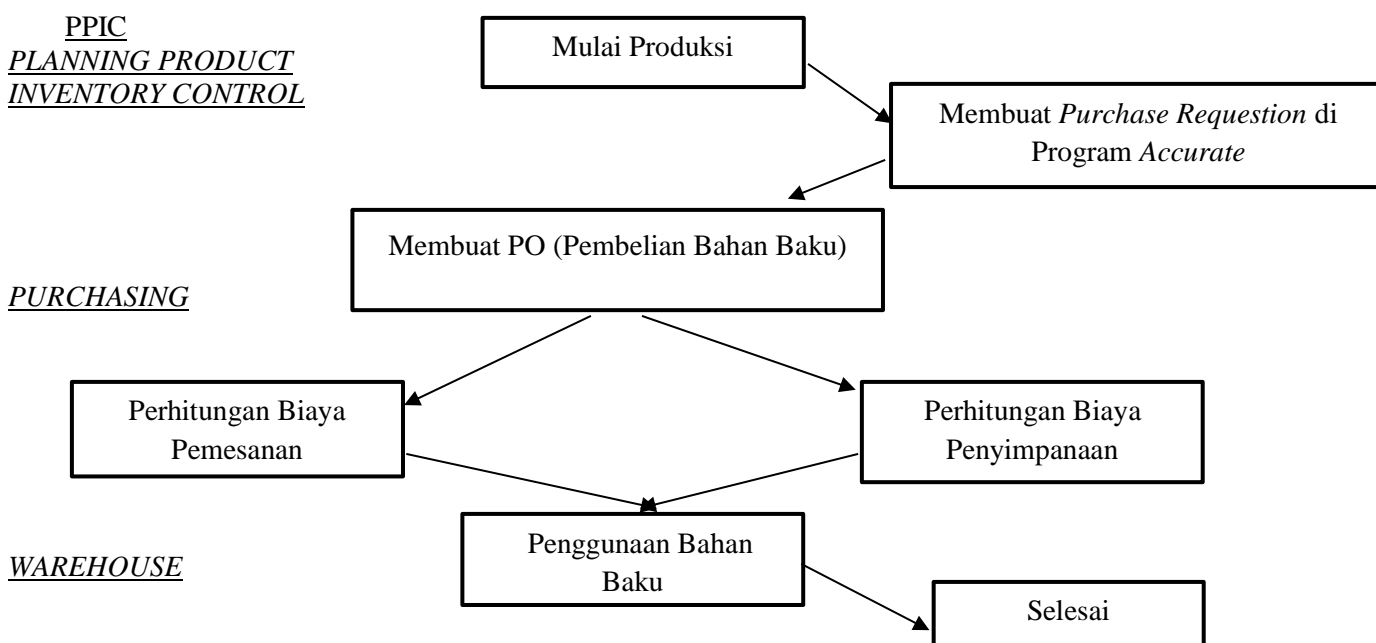 PPIC
PLANNING PRODUCT
INVENTORY CONTROL
Mulai Produksi
Membuat Purchase Requestion di
Program Accurate
Membuat PO (Pembelian Bahan Baku)
PURCHASING
Perhitungan Biaya
Pemesanan
Perhitungan Biaya
Penyimpanaan
Penggunaan Bahan
Baku
WAREHOUSE
Selesai